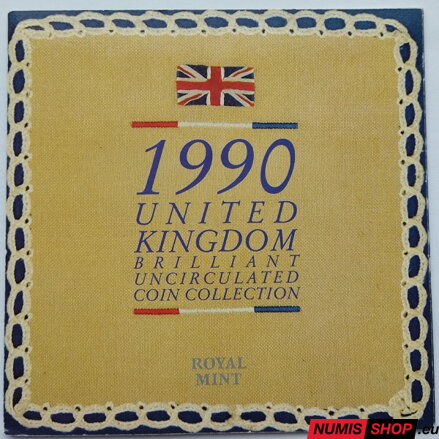 1990
UNITED
KINGDOM
BRILLIANT
UNCIRCULATED
COIN COLLECTION
ROYAL
MINT
NUMIS SHOP.eu